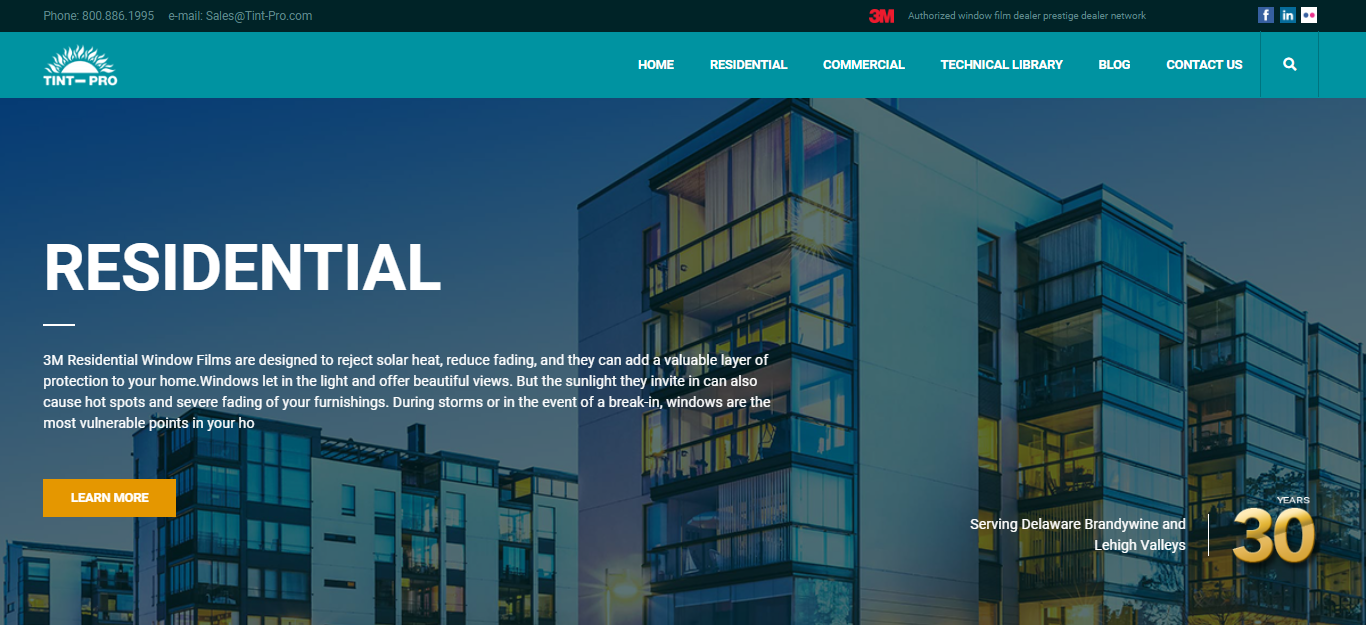 Phone: 800.886.1995 e-mail: Sales@Tint-Pro.com
3M Authorized window film dealer prestige dealer network
f in
TINT-PRO
HOME RESIDENTIAL COMMERCIAL TECHNICAL LIBRARY BLOG CONTACT US
RESIDENTIAL
3M Residential Window Films are designed to reject solar heat, reduce fading, and they can add a valuable layer of
protection to your home.Windows let in the light and offer beautiful views. But the sunlight they invite in can also
cause hot spots and severe fading of your furnishings. During storms or in the event of a break-in, windows are the
most vulnerable points in your ho
LEARN MORE
Serving Delaware Brandywine and
Lehigh Valleys
YEARS
30